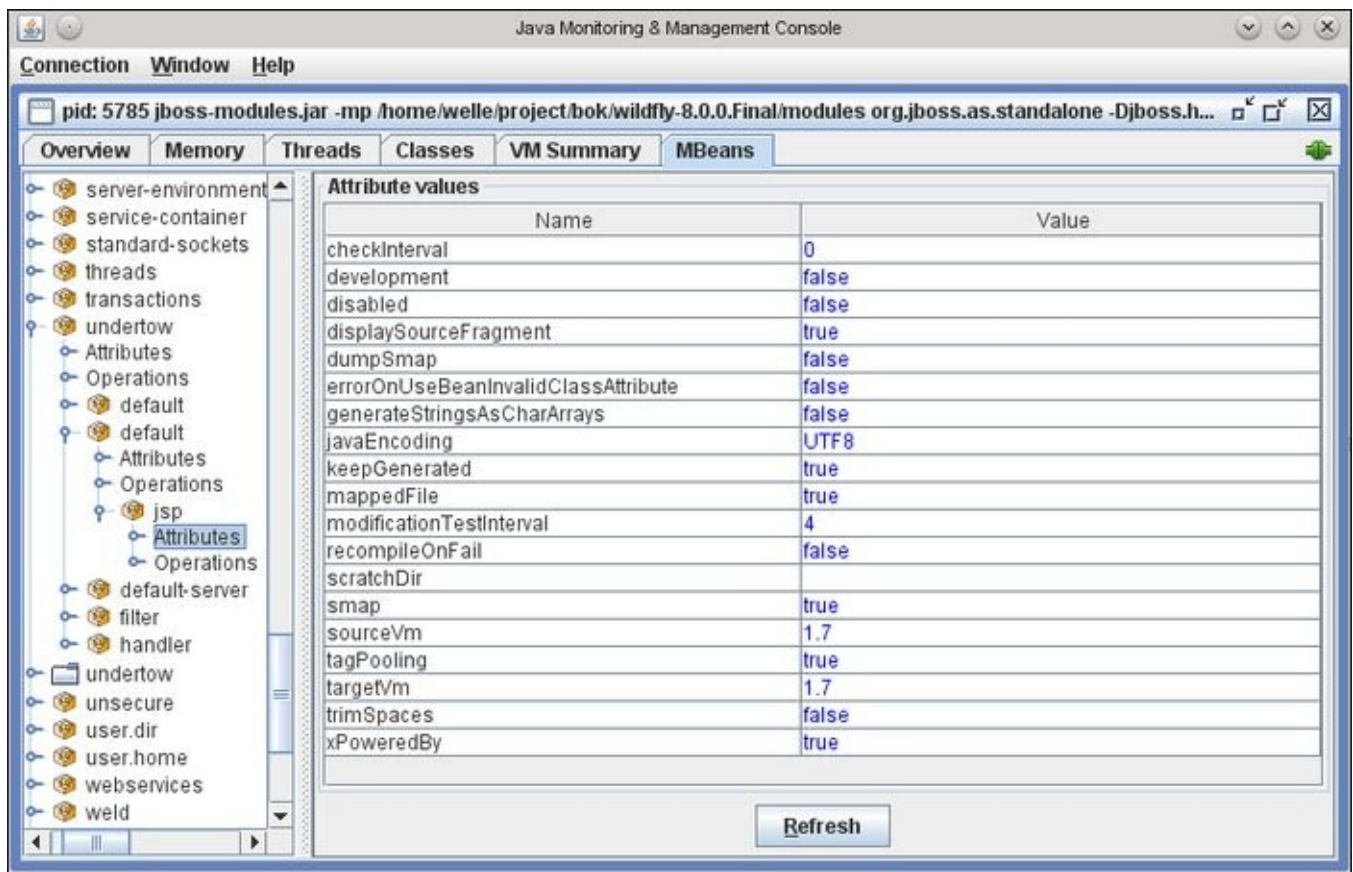 Java Monitoring & Management Console
Connection Window Help
pid: 5785 jboss-modules.jar -mp /home/welle/project/bok/wildfly-8.0.0.Final/modules org.jboss.as.standalone -Djboss.h...
Overview Memory Threads Classes VM Summary MBeans
server-environment
service-container
standard-sockets
threads
transactions
undertow
Attributes
Operations
default
default
Attributes
Operations
jsp
Attributes
Operations
default-server
filter
handler
undertow
unsecure
user.dir
user.home
webservices
weld
Attribute values
Name Value
checkInterval 0
development false
disabled false
displaySourceFragment true
dumpSmap false
errorOnUseBeanInvalidClassAttribute false
generateStringsAsCharArrays false
javaEncoding UTF8
keepGenerated true
mappedFile true
modificationTestInterval 4
recompileOnFail false
scratchDir
smap true
sourceVm 1.7
tagPooling true
targetVm 1.7
trimSpaces false
xPoweredBy true
Refresh